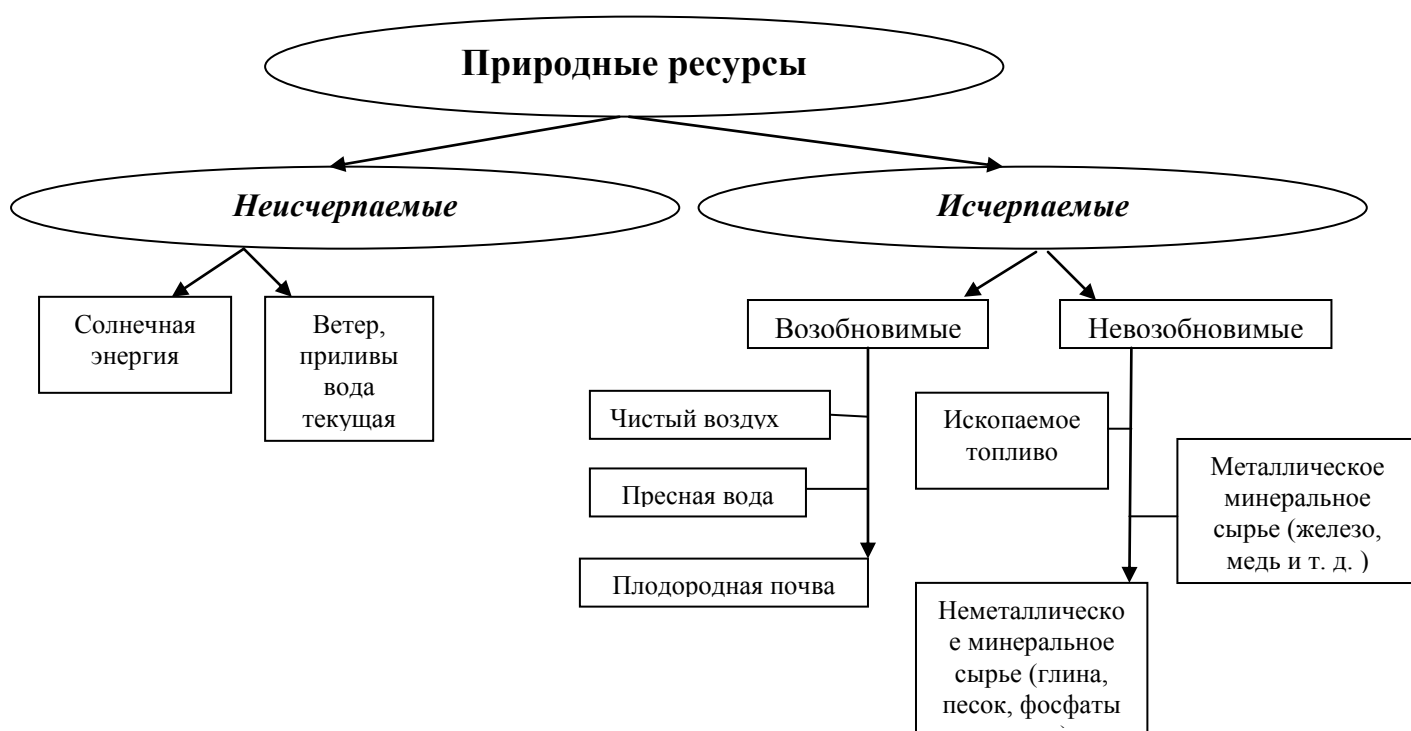 Природные ресурсы
Неисчерпаемые
Исчерпаемые
Солнечная
энергия
Ветер,
приливы
вода
текущая
Возобновимые
Невозобновимые
Чистый воздух
Пресная вода
Плодородная почва
Ископаемое
топливо
Металлическое
минеральное
сырье (железо,
медь и т. д. )
Неметаллическо
е минеральное
сырье (глина,
песок, фосфаты